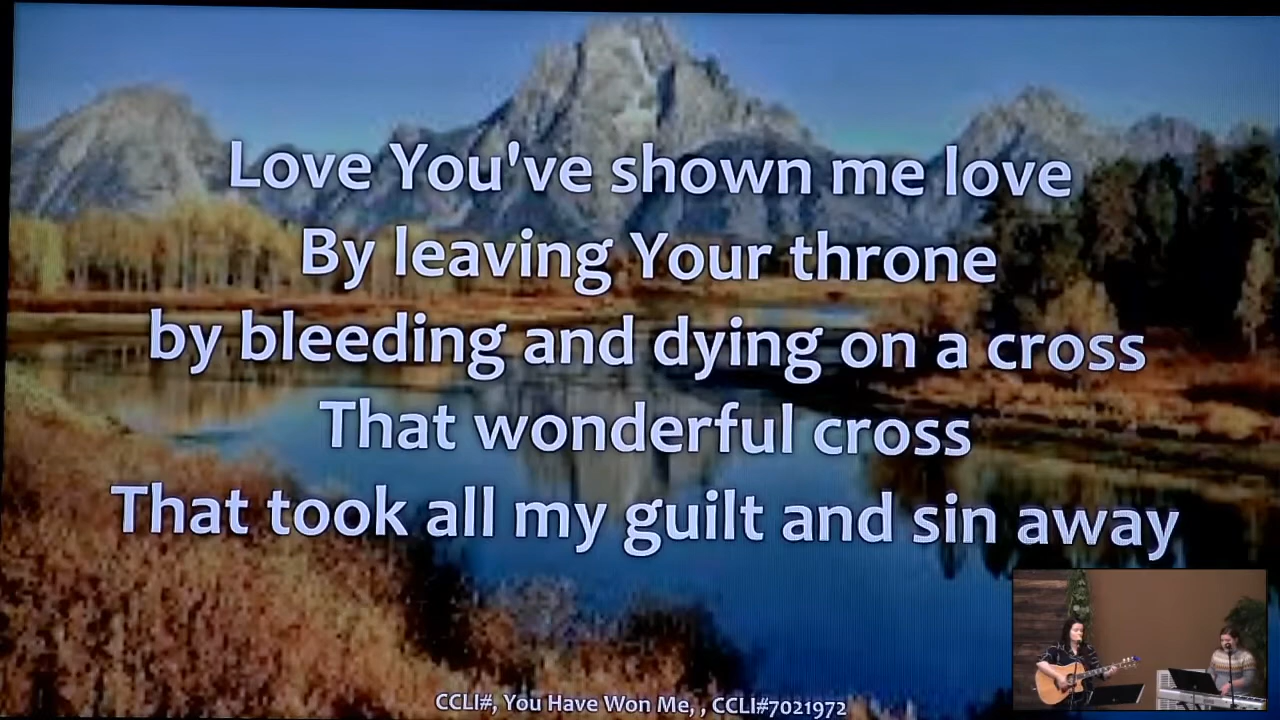 Love You've shown me love
By leaving Your throne
by bleeding and dying on a cross
That wonderful cross
That took all my guilt and sin away
CCLI#, You Have Won Me, , CCLI#7021972